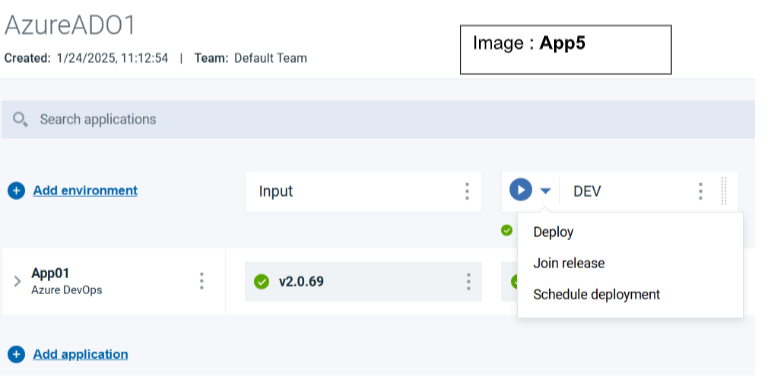 AzureADO1
Created: 1/24/2025, 11:12:54 | Team: Default Team
Image : App5
Search applications
Add environment
Input
DEV
Deploy
Join release
Schedule deployment
App01
Azure DevOps
v2.0.69
Add application